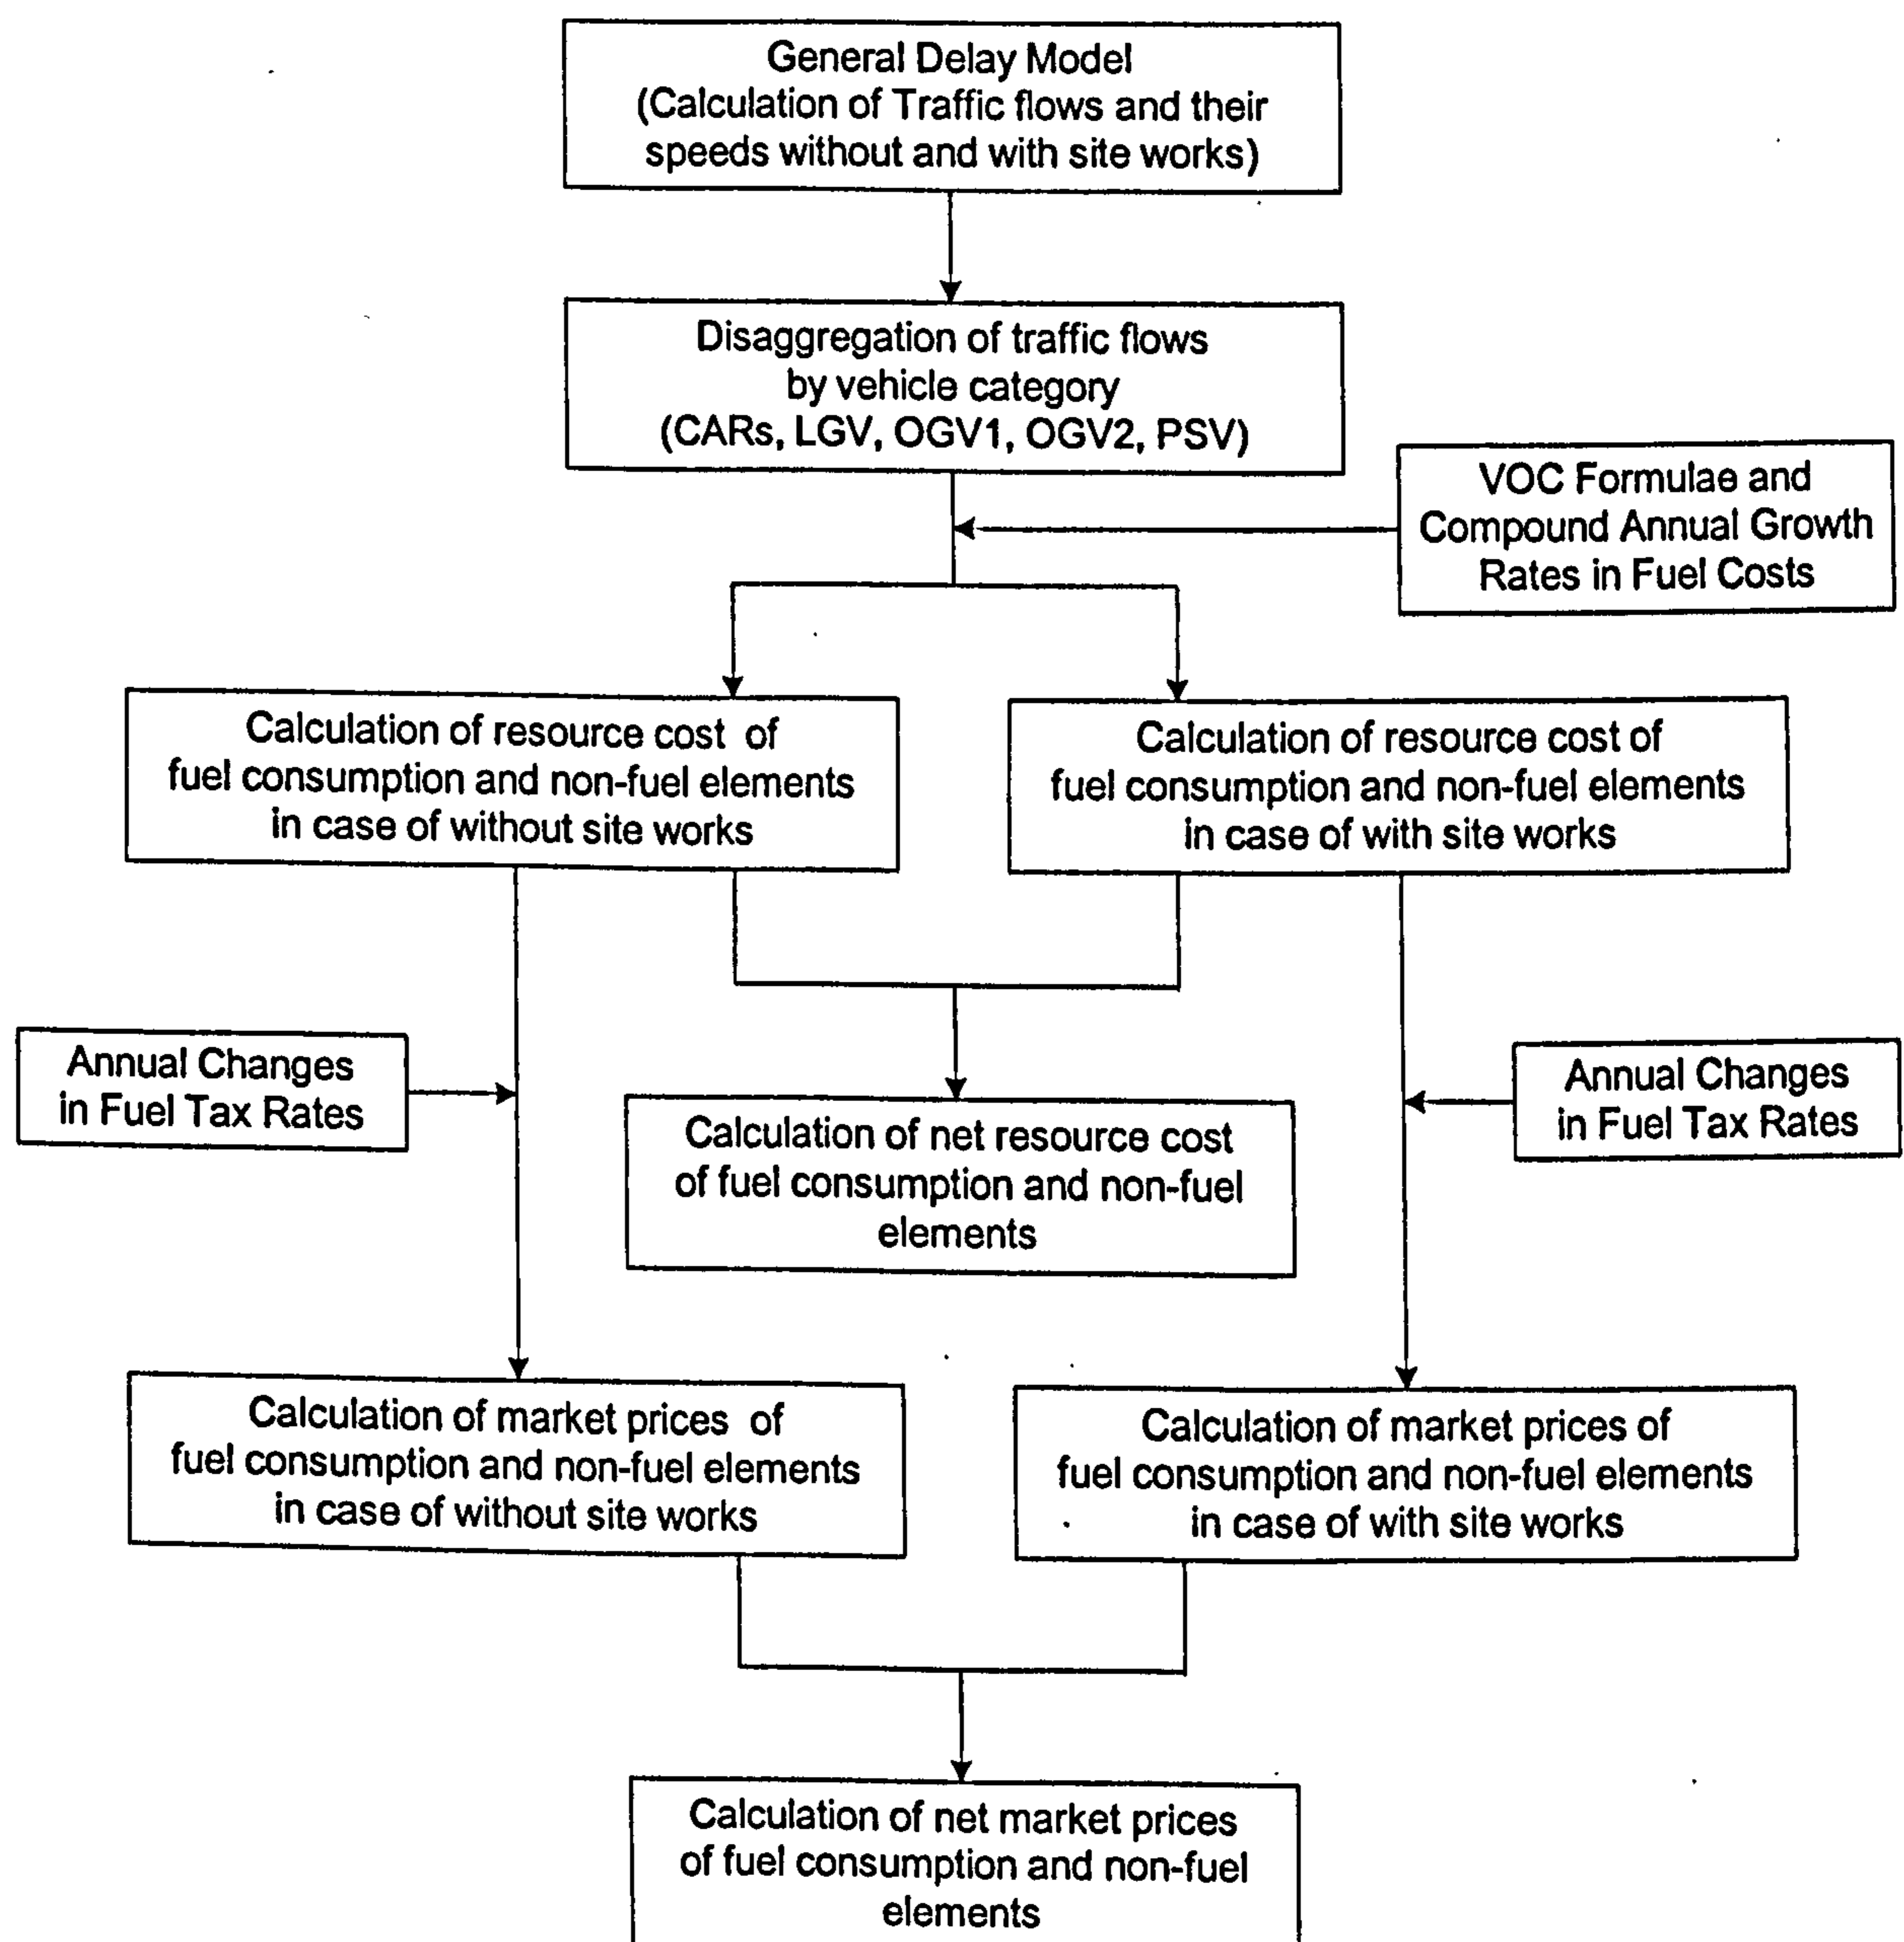 General Delay Model
(Calculation of Traffic flows and their
speeds without and with site works)
Disaggregation of traffic flows
by vehicle category
(CARs, LGV, OGV1, OGV2, PSV)
VOC Formulae and
Compound Annual Growth
Rates in Fuel Costs
Calculation of resource cost of
fuel consumption and non-fuel elements
in case of without site works
Calculation of resource cost of
fuel consumption and non-fuel elements
in case of with site works
Annual Changes
in Fuel Tax Rates
Calculation of net resource cost
of fuel consumption and non-fuel
elements
Annual Changes
in Fuel Tax Rates
Calculation of market prices of
fuel consumption and non-fuel elements
in case of without site works
Calculation of market prices of
fuel consumption and non-fuel elements
in case of with site works
Calculation of net market prices
of fuel consumption and non-fuel
elements